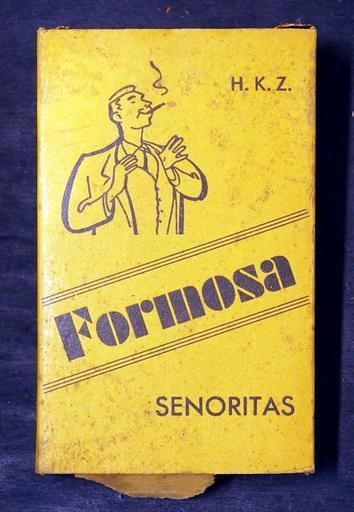 H. K. Z.
Formosa
SENORITAS